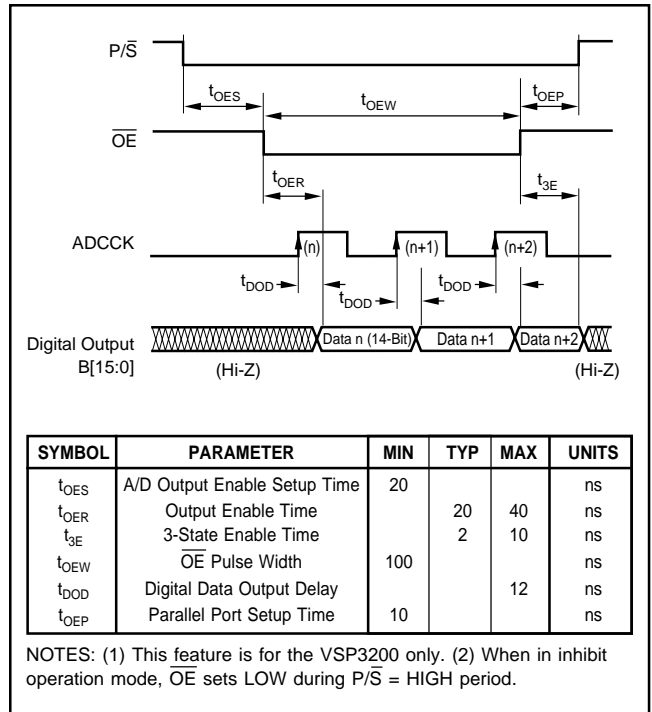 P/S̅
tOES
tOEW
tOEP
O̅E̅
tOER
t3E
ADCCK
(n)
(n+1)
(n+2)
tDOD
tDOD
tDOD
Digital Output
B[15:0]
Data n (14-Bit)
Data n+1
Data n+2
(Hi-Z)
(Hi-Z)
SYMBOL PARAMETER MIN TYP MAX UNITS
tOES A/D Output Enable Setup Time 20 ns
tOER Output Enable Time 20 40 ns
t3E 3-State Enable Time 2 10 ns
tOEW O̅E̅ Pulse Width 100 ns
tDOD Digital Data Output Delay 12 ns
tOEP Parallel Port Setup Time 10 ns
NOTES: (1) This feature is for the VSP3200 only. (2) When in inhibit
operation mode, O̅E̅ sets LOW during P/S̅ = HIGH period.